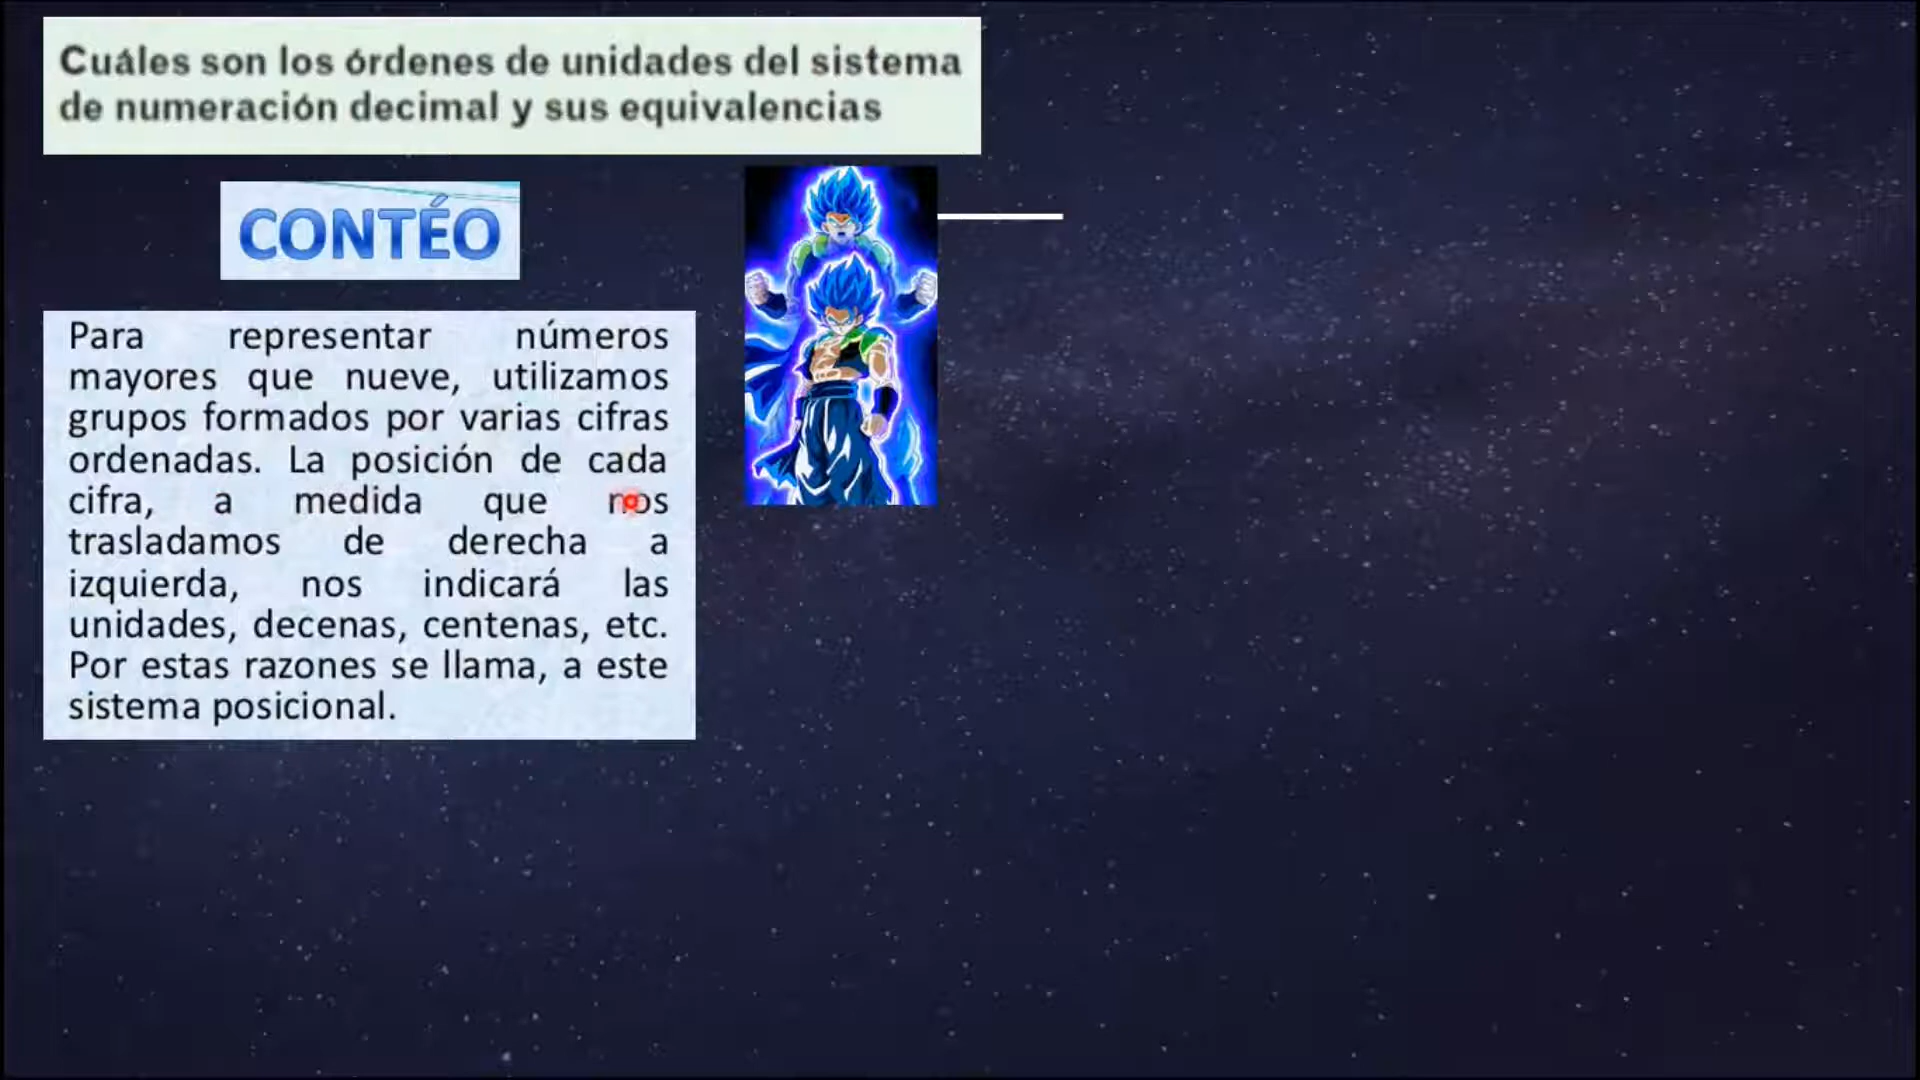 Cuáles son los órdenes de unidades del sistema
de numeración decimal y sus equivalencias
CONTÉO
Para representar números
mayores que nueve, utilizamos
grupos formados por varias cifras
ordenadas. La posición de cada
cifra, a medida que nos
trasladamos de derecha a
izquierda, nos indicará las
unidades, decenas, centenas, etc.
Por estas razones se llama, a este
sistema posicional.